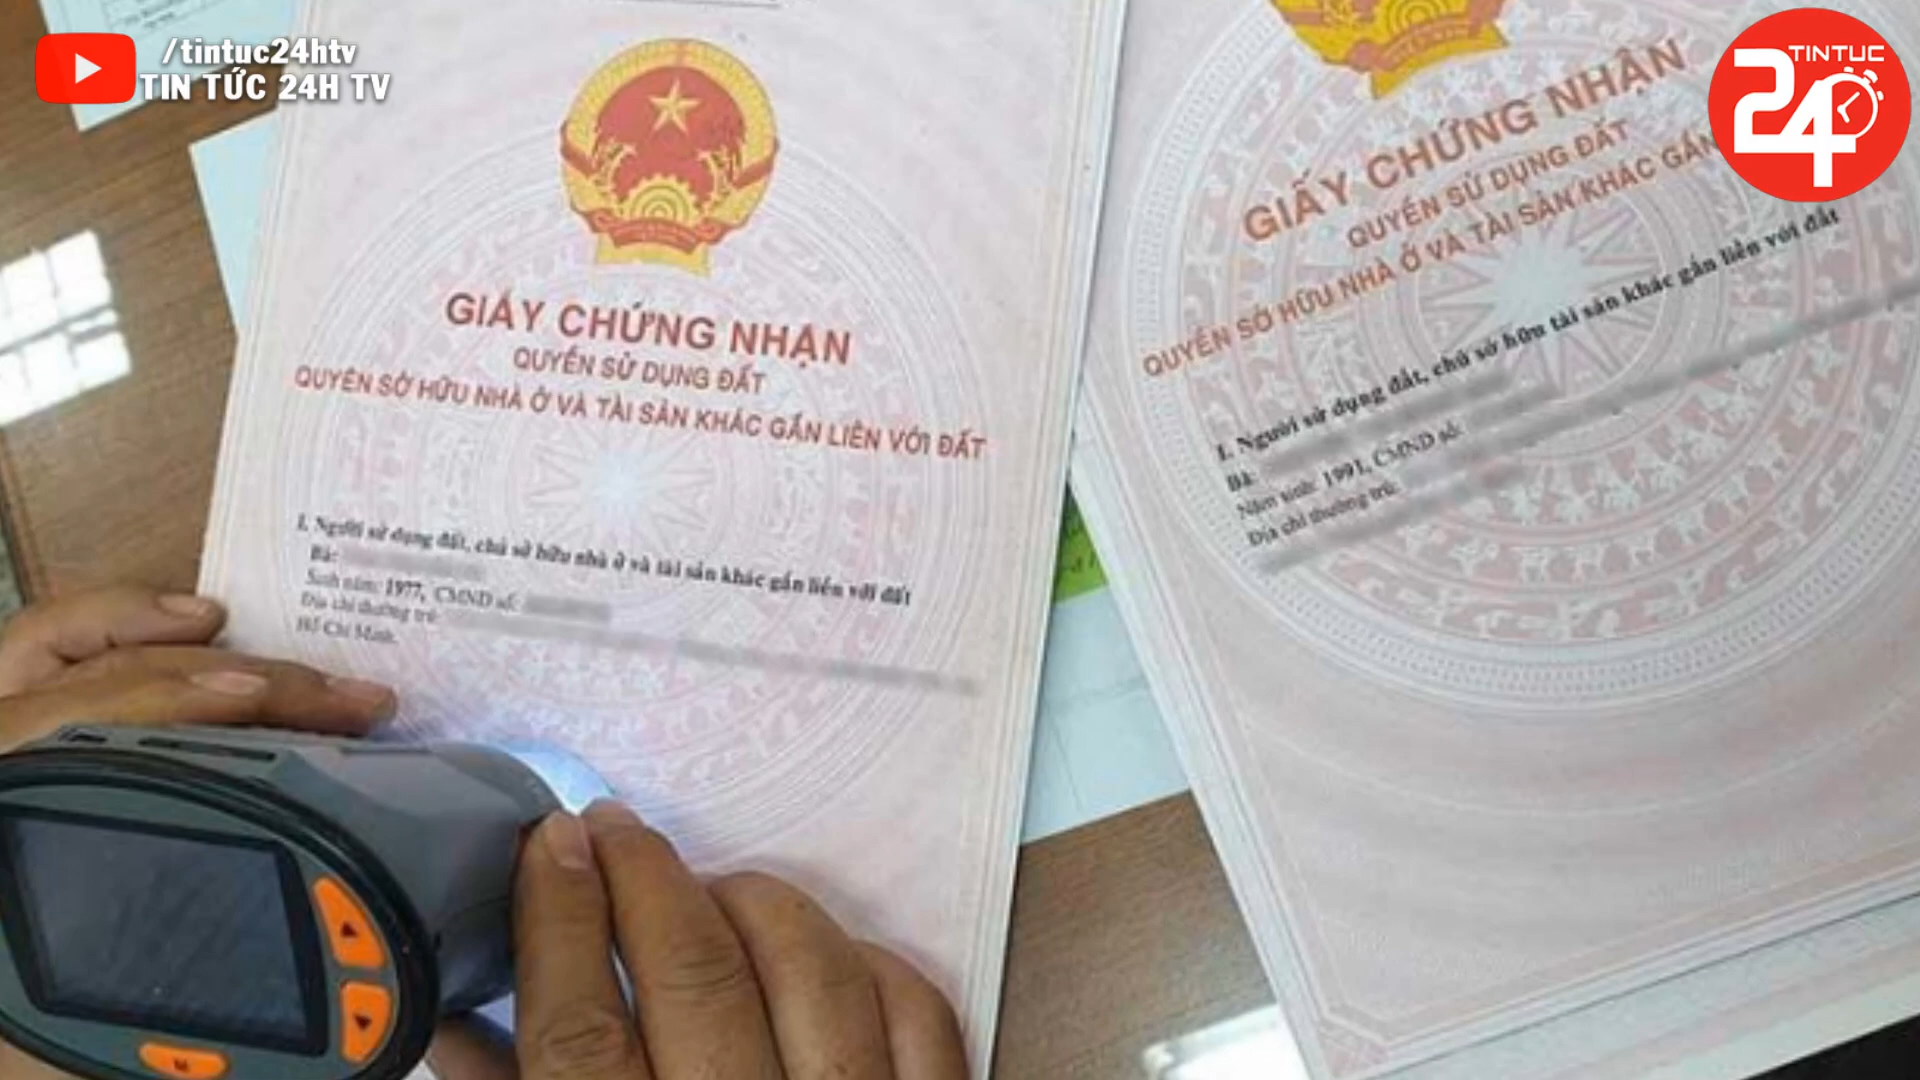 /tintuc24htv
TIN TỨC 24H TV
TINTUC
24
GIẤY CHỨNG NHẬN
QUYỀN SỬ DỤNG ĐẤT
QUYỀN SỞ HỮU NHÀ Ở VÀ TÀI SẢN KHÁC GẮN LIỀN VỚI ĐẤT
I. Người sử dụng đất, chủ sở hữu nhà ở và tài sản khác gắn liền với đất
Bà:
Sinh năm: 1977, CMND số:
Địa chỉ thường trú:
Hồ Chí Minh.
GIẤY CHỨNG NHẬN
QUYỀN SỬ DỤNG ĐẤT
QUYỀN SỞ HỮU NHÀ Ở VÀ TÀI SẢN KHÁC GẮN
I. Người sử dụng đất, chủ sở hữu tài sản khác gắn liền với đất
Bà:
Năm sinh: 1991, CMND số:
Địa chỉ thường trú:
M